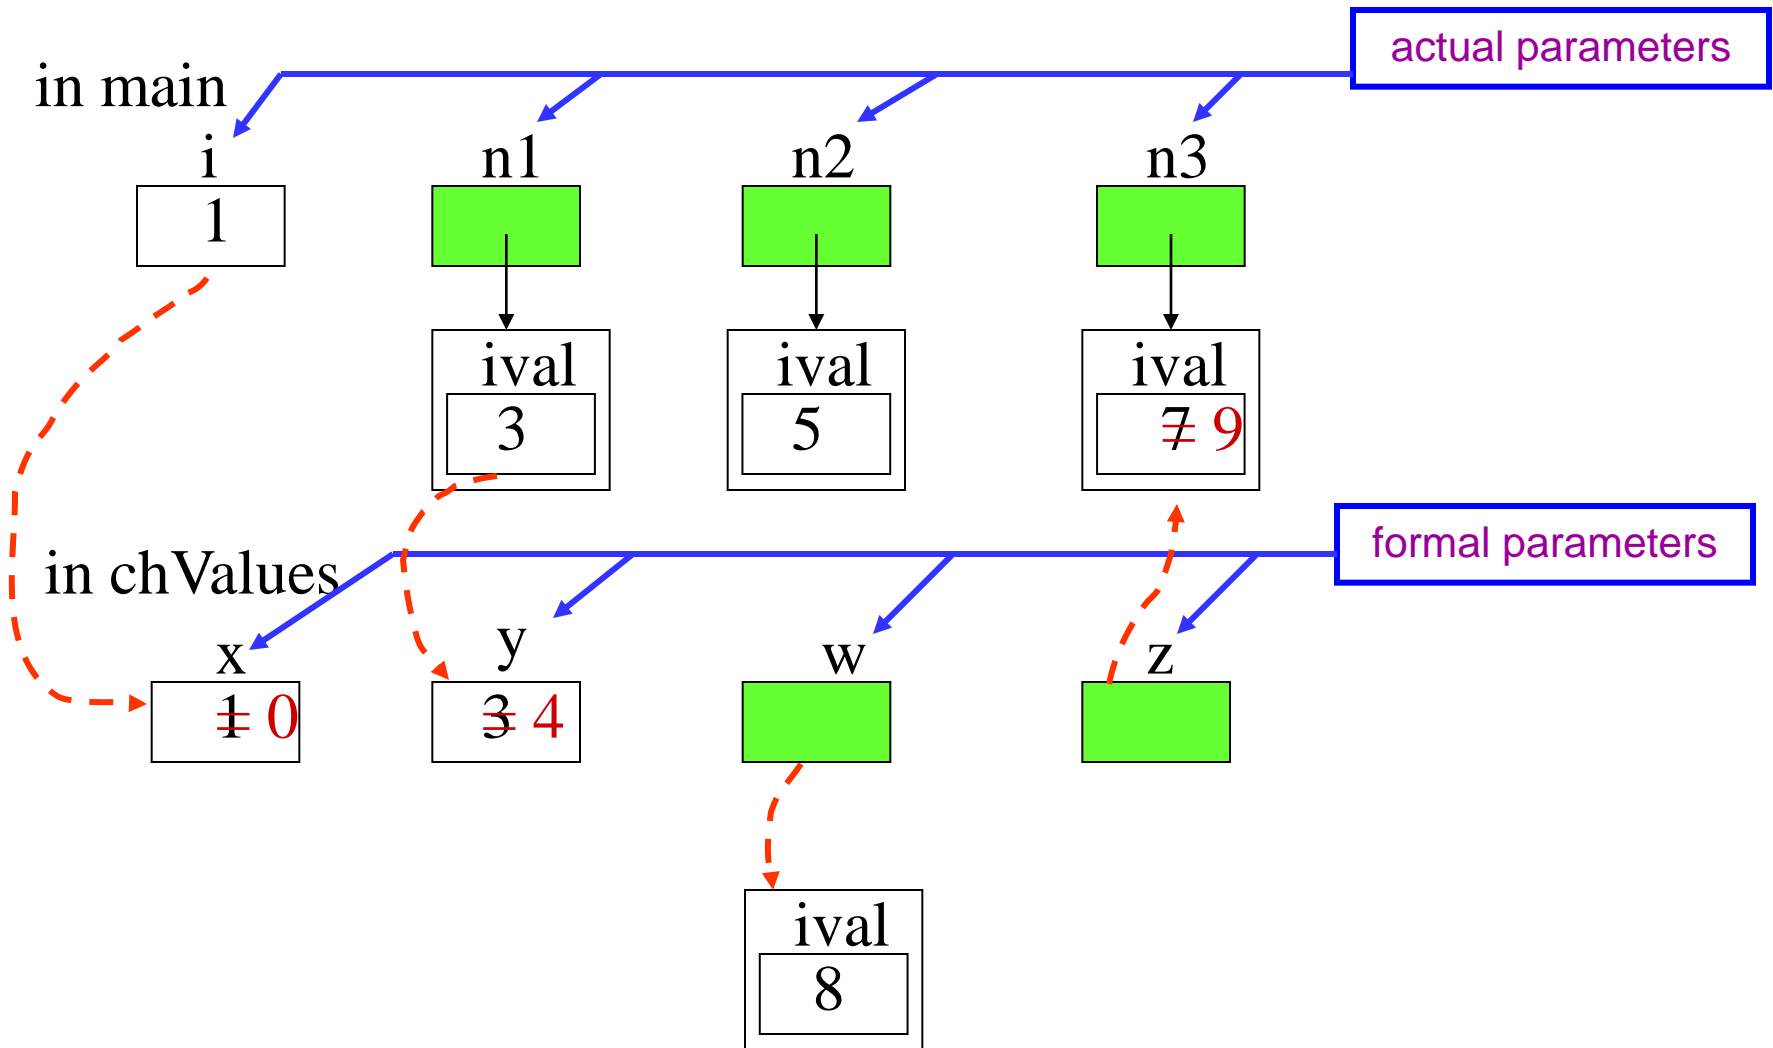 actual parameters
in main
i n1 n2 n3
1
ival ival ival
3 5 7 9
formal parameters
in chValues
x y w z
1 0 3 4
ival
8